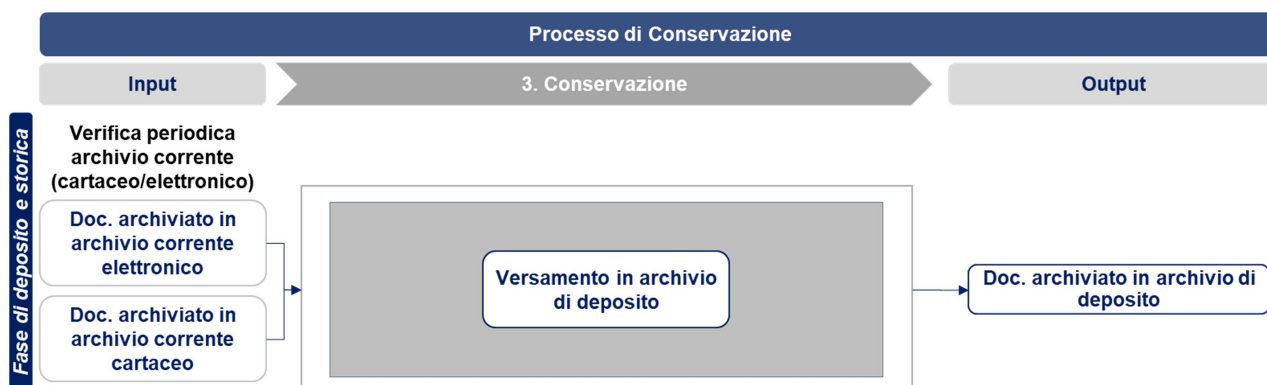 Processo di Conservazione
Input
3. Conservazione
Output
Fase di deposito e storica
Verifica periodica
archivio corrente
(cartaceo/elettronico)
Doc. archiviato in
archivio corrente
elettronico
Doc. archiviato in
archivio corrente
cartaceo
Versamento in archivio
di deposito
Doc. archiviato in archivio di
deposito